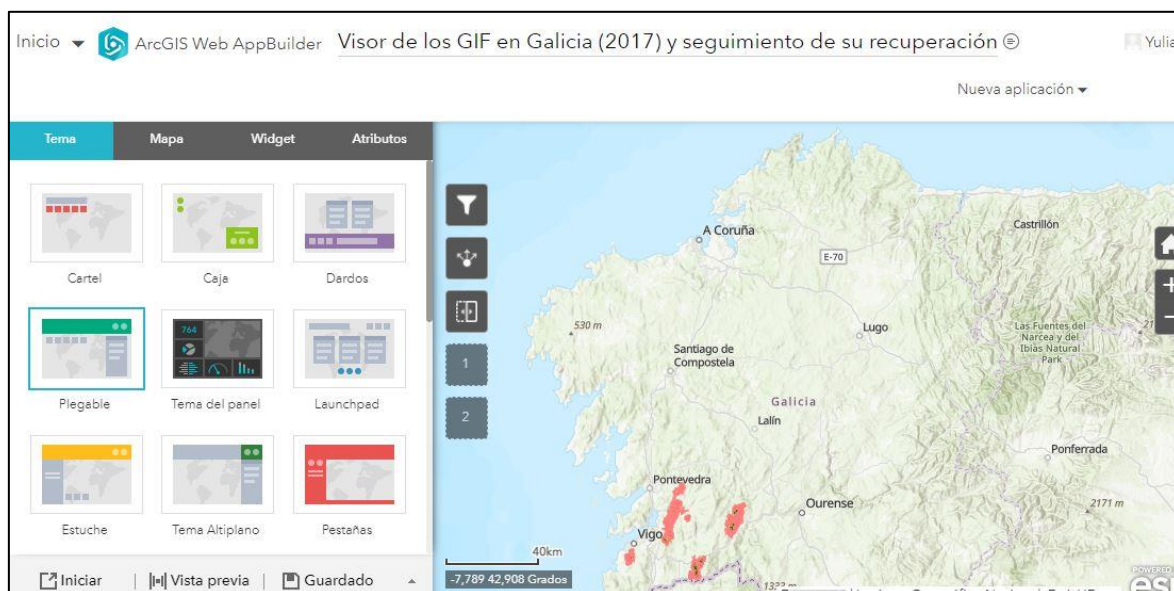 Inicio
ArcGIS Web AppBuilder
Visor de los GIF en Galicia (2017) y seguimiento de su recuperación
Yulia
Nueva aplicación
Tema
Mapa
Widget
Atributos
Cartel
Caja
Dardos
764
Plegable
Tema del panel
Launchpad
Estuche
Tema Altiplano
Pestañas
Iniciar
Vista previa
Guardado
1
2
A Coruña
E-70
Castrillón
530 m
Lugo
Santiago de
Compostela
Las Fuentes del
Narcea y del
Ibias Natural
Park
Galicia
Lalín
Ponferrada
Pontevedra
Ourense
2171 m
Vigo
40km
-7,789 42,908 Grados
POWERED
esri